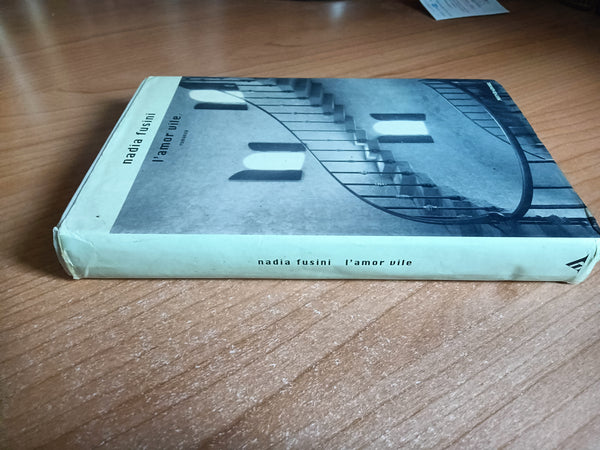 nadia fusini
l'amor vile
romanzo
nadia fusini l'amor vile